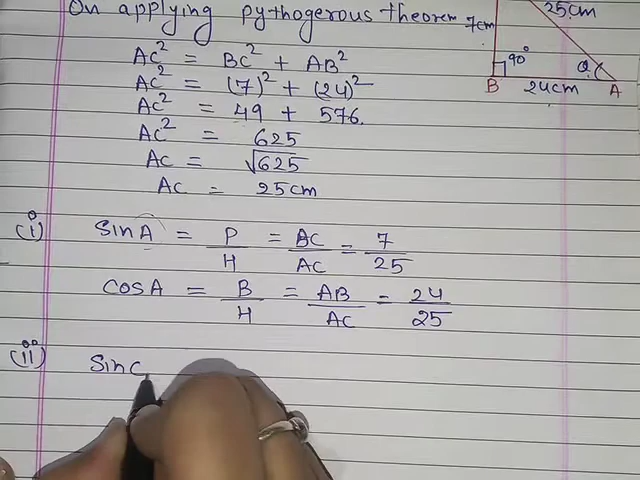 On applying pythogerous theorem
7cm
25cm
90°
θ
B 24cm A
AC² = BC² + AB²
AC² = (7)² + (24)²
AC² = 49 + 576.
AC² = 625
AC = √625
AC = 25cm
(i) sinA = P/H = BC/AC = 7/25
cosA = B/H = AB/AC = 24/25
(ii) sinC